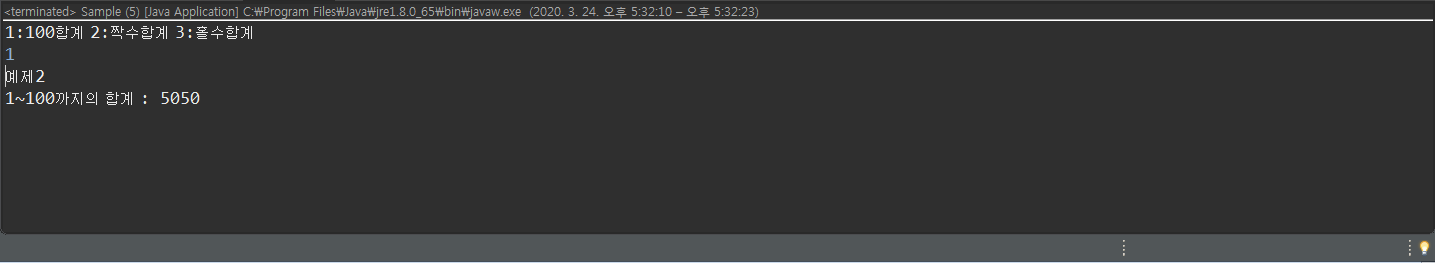 <terminated> Sample (5) [Java Application] C:₩Program Files₩Java₩jre1.8.0_65₩bin₩javaw.exe (2020. 3. 24. 오후 5:32:10 – 오후 5:32:23)
1:100합계 2:짝수합계 3:홀수합계
1
예제2
1~100까지의 합계 : 5050